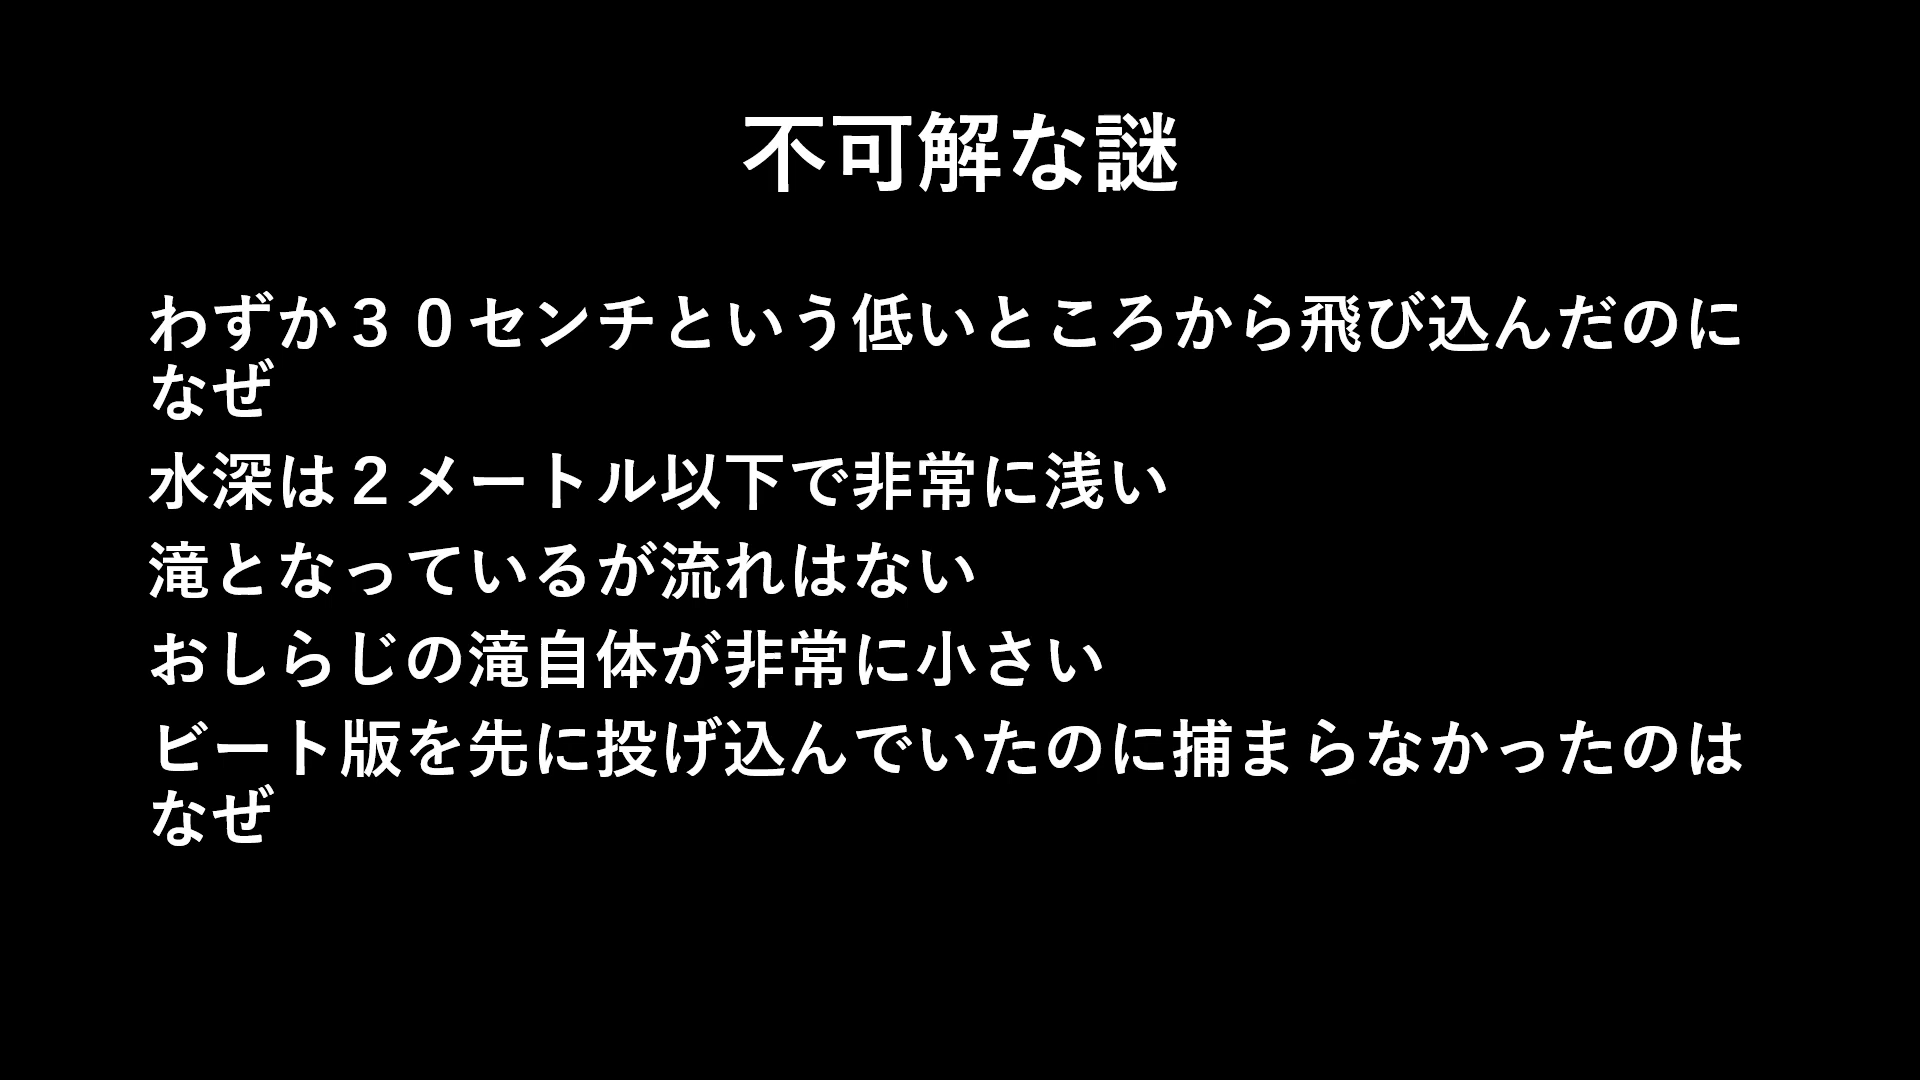 不可解な謎
わずか３０センチという低いところから飛び込んだのに
なぜ
水深は２メートル以下で非常に浅い
滝となっているが流れはない
おしらじの滝自体が非常に小さい
ビート版を先に投げ込んでいたのに捕まらなかったのは
なぜ